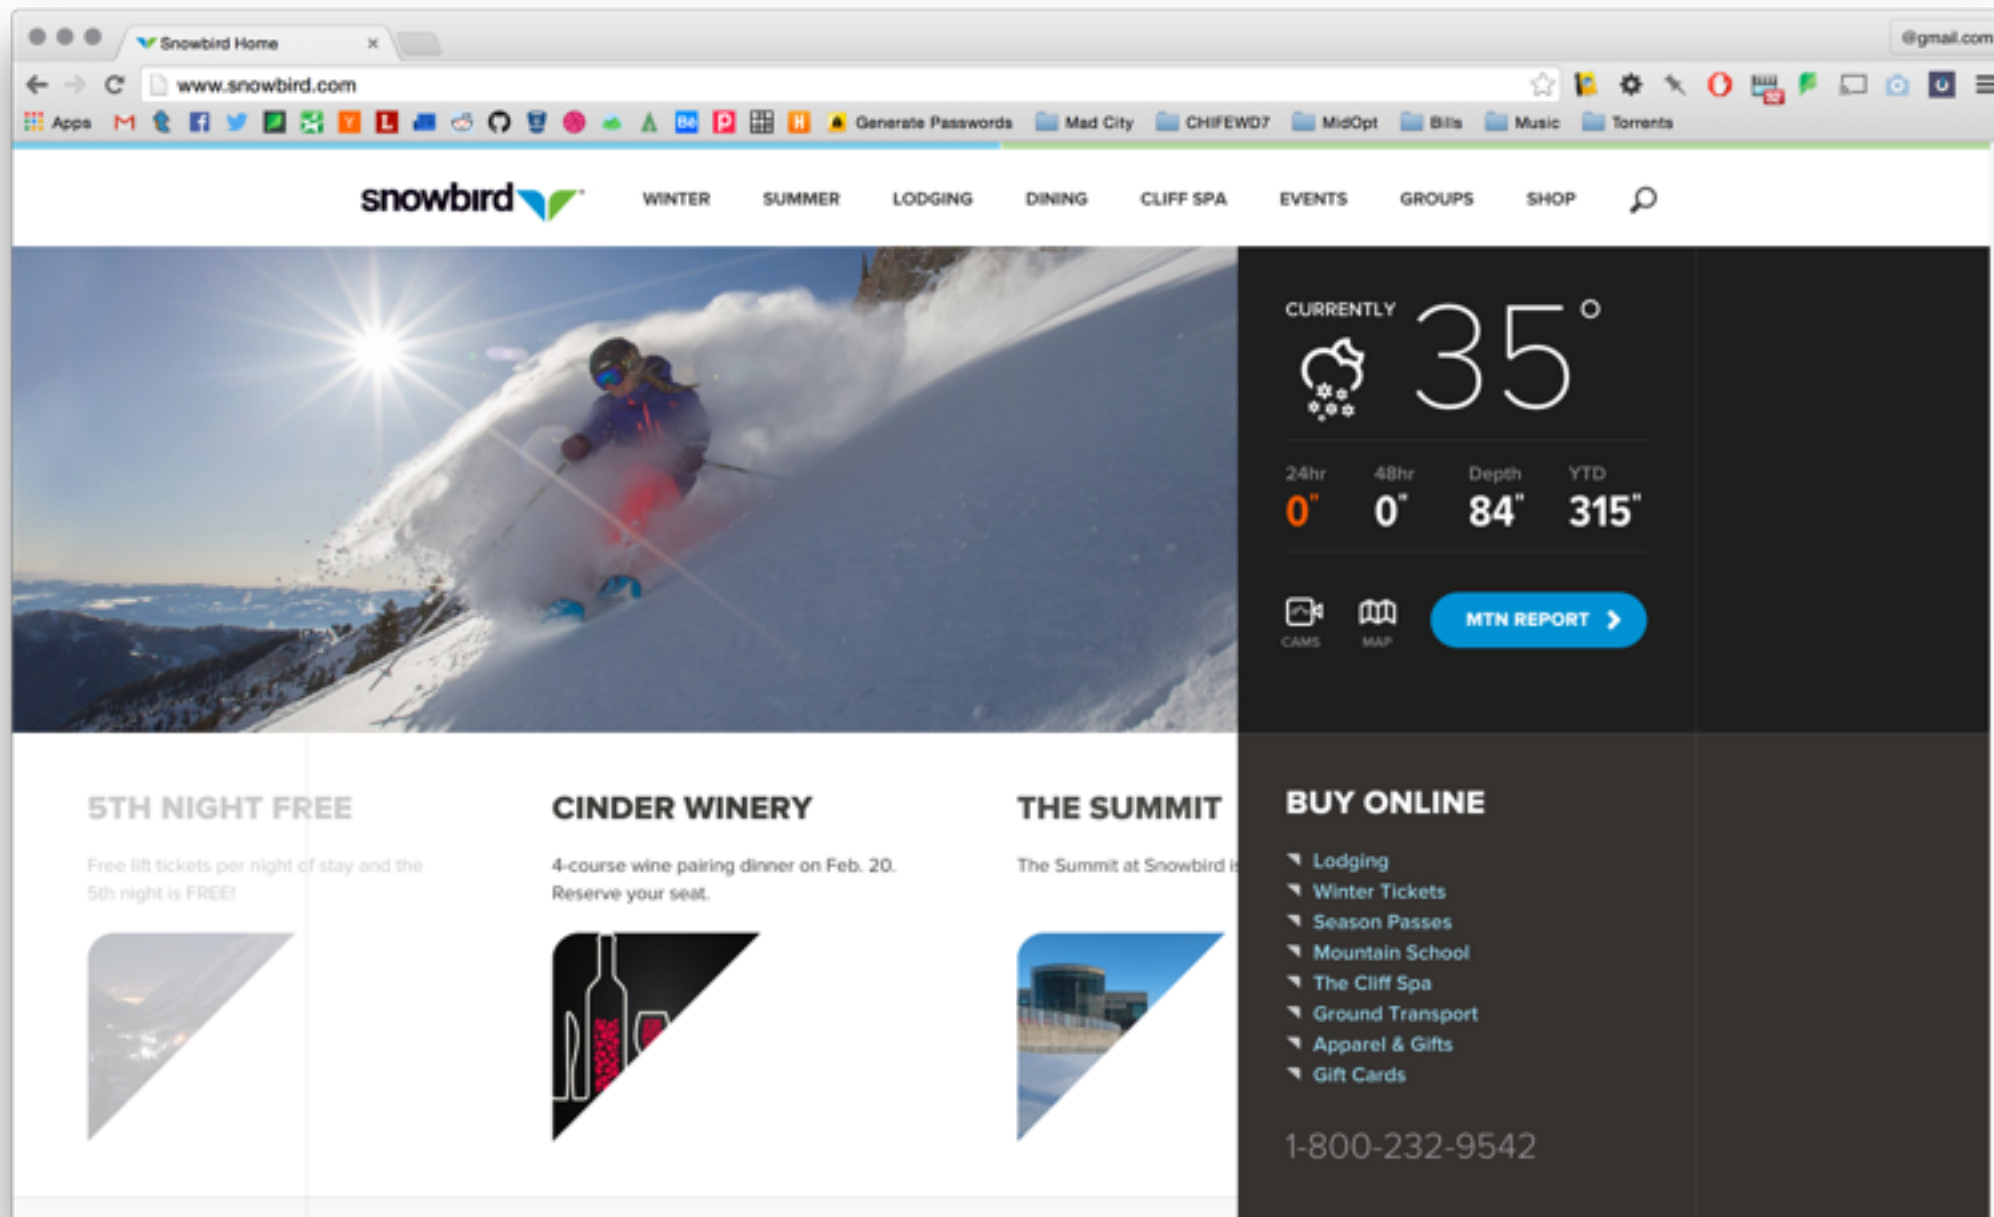 Snowbird Home
@gmail.com
www.snowbird.com
32
Apps
Y
L
Bē
H
Generate Passwords
Mad City
CHIFEWD7
MidOpt
Bills
Music
Torrents
snowbird
WINTER
SUMMER
LODGING
DINING
CLIFF SPA
EVENTS
GROUPS
SHOP
CURRENTLY
35°
24hr 48hr Depth YTD
0" 0" 84" 315"
CAMS
MAP
MTN REPORT
5TH NIGHT FREE
Free lift tickets per night of stay and the
5th night is FREE!
CINDER WINERY
4-course wine pairing dinner on Feb. 20.
Reserve your seat.
THE SUMMIT
The Summit at Snowbird is
BUY ONLINE
Lodging
Winter Tickets
Season Passes
Mountain School
The Cliff Spa
Ground Transport
Apparel & Gifts
Gift Cards
1-800-232-9542